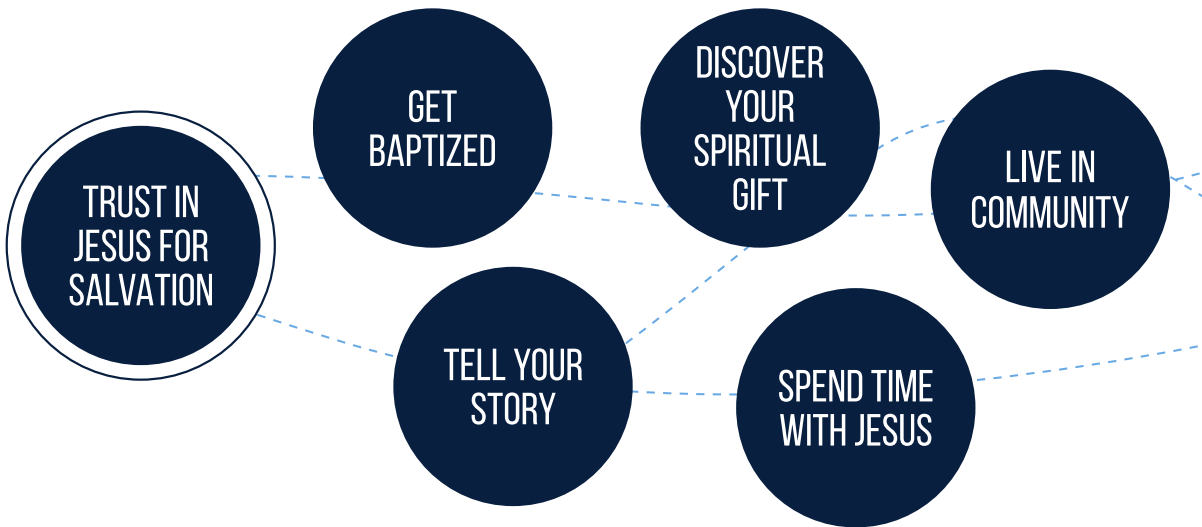 TRUST IN
JESUS FOR
SALVATION
GET
BAPTIZED
TELL YOUR
STORY
DISCOVER
YOUR
SPIRITUAL
GIFT
SPEND TIME
WITH JESUS
LIVE IN
COMMUNITY